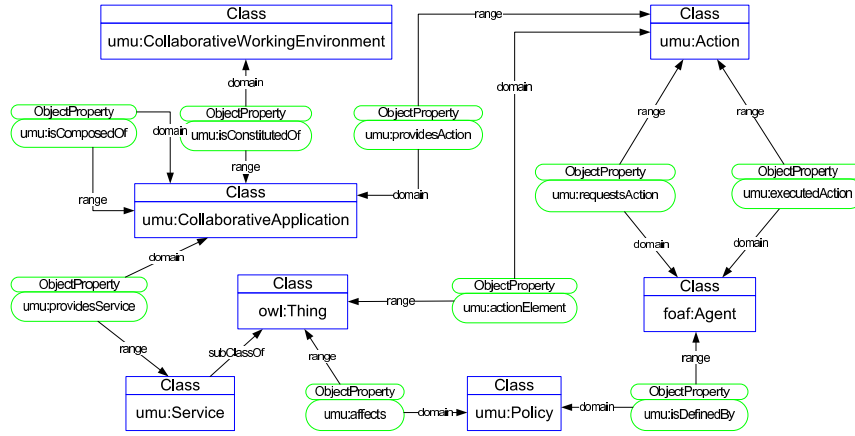 Class
umu:CollaborativeWorkingEnvironment
range
Class
umu:Action
domain
domain
ObjectProperty
umu:isComposedOf
domain
ObjectProperty
umu:isConstitutedOf
ObjectProperty
umu:providesAction
range
range
range
range
domain
ObjectProperty
umu:requestsAction
ObjectProperty
umu:executedAction
Class
umu:CollaborativeApplication
domain
domain
domain
ObjectProperty
umu:providesService
Class
owl:Thing
range
ObjectProperty
umu:actionElement
Class
foaf:Agent
range
subClassOf
range
range
Class
umu:Service
ObjectProperty
umu:affects
domain
Class
umu:Policy
domain
ObjectProperty
umu:isDefinedBy